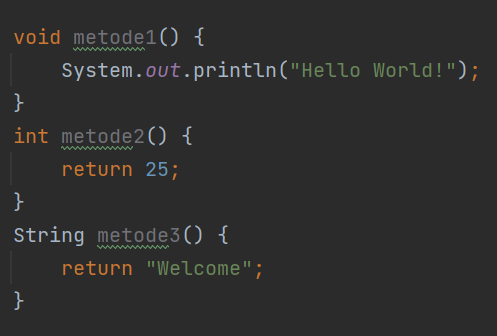 void metode1() {
    System.out.println("Hello World!");
}
int metode2() {
    return 25;
}
String metode3() {
    return "Welcome";
}